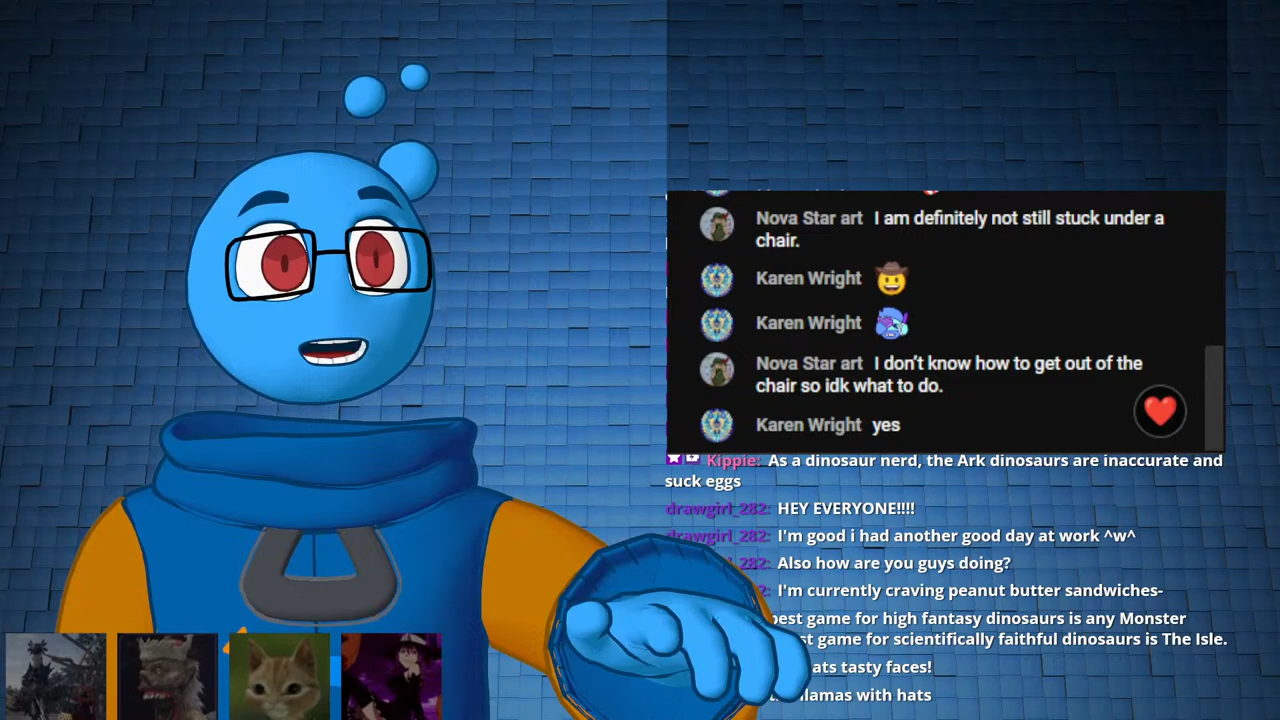 Nova Star art I am definitely not still stuck under a
chair.
Karen Wright
Karen Wright
Nova Star art I don't know how to get out of the
chair so idk what to do.
Karen Wright yes
Kippie: As a dinosaur nerd, the Ark dinosaurs are inaccurate and
suck eggs
drawgirl_282: HEY EVERYONE!!!!
drawgirl_282: I'm good i had another good day at work ^w^
282: Also how are you guys doing?
2: I'm currently craving peanut butter sandwiches-
best game for high fantasy dinosaurs is any Monster
st game for scientifically faithful dinosaurs is The Isle.
ats tasty faces!
llamas with hats